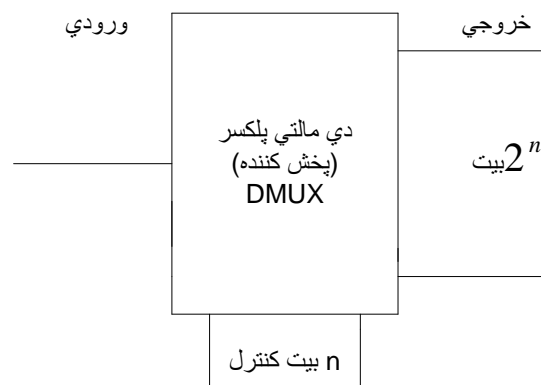 ورودي
خروجي
دي مالتي پلكسر
(پخش كننده)
DMUX
2^n بيت
n بيت كنترل